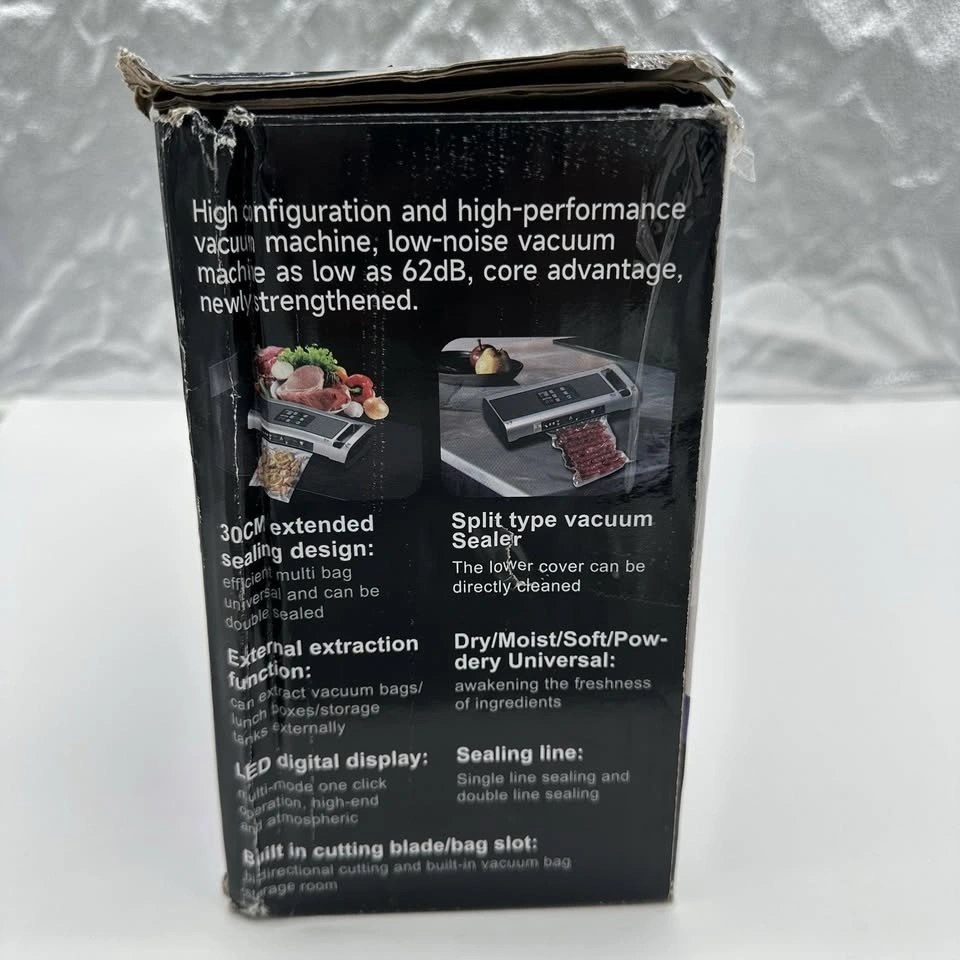 High configuration and high-performance
vacuum machine, low-noise vacuum
machine as low as 62dB, core advantage,
newly strengthened.
30CM extended
sealing design:
efficient multi bag
universal and can be
double sealed
Split type vacuum
Sealer
The lower cover can be
directly cleaned
External extraction
function:
can extract vacuum bags/
lunch boxes/storage
tanks externally
Dry/Moist/Soft/Pow-
dery Universal:
awakening the freshness
of ingredients
LED digital display:
multi-mode one click
operation, high-end
and atmospheric
Sealing line:
Single line sealing and
double line sealing
Built in cutting blade/bag slot:
bidirectional cutting and built-in vacuum bag
storage room